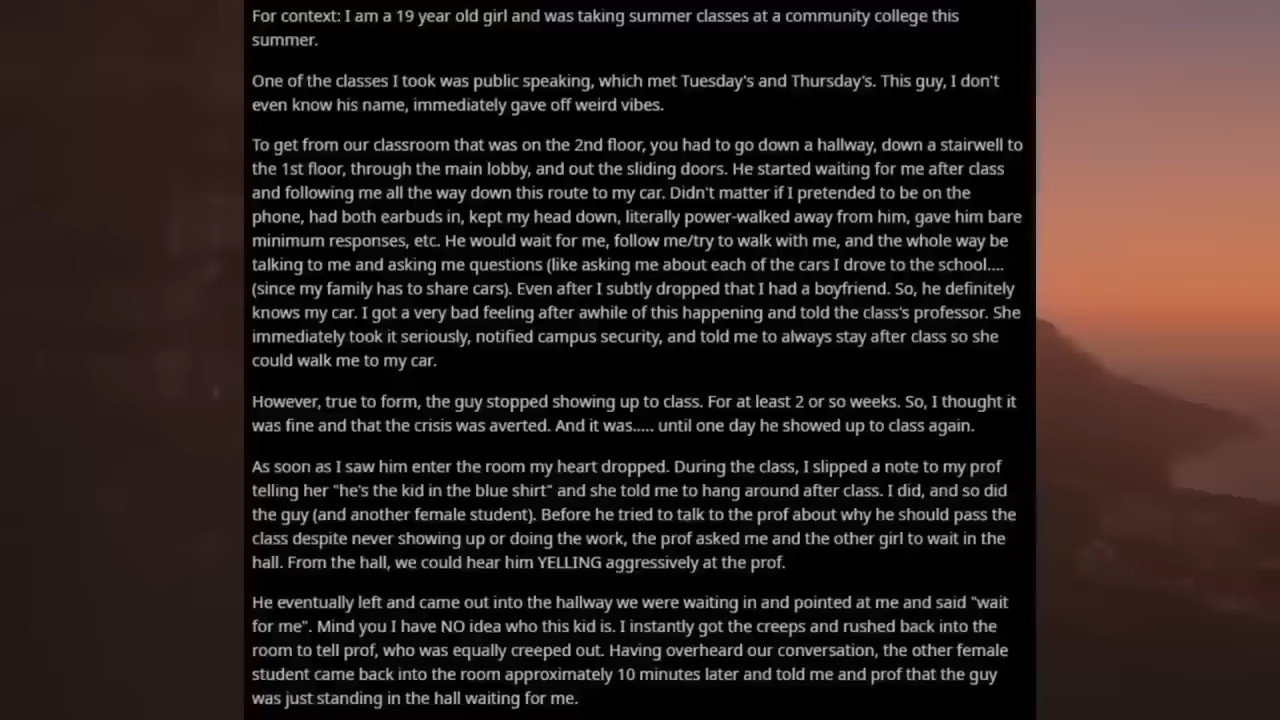 For context: I am a 19 year old girl and was taking summer classes at a community college this
summer.
One of the classes I took was public speaking, which met Tuesday's and Thursday's. This guy, I don't
even know his name, immediately gave off weird vibes.
To get from our classroom that was on the 2nd floor, you had to go down a hallway, down a stairwell to
the 1st floor, through the main lobby, and out the sliding doors. He started waiting for me after class
and following me all the way down this route to my car. Didn't matter if I pretended to be on the
phone, had both earbuds in, kept my head down, literally power-walked away from him, gave him bare
minimum responses, etc. He would wait for me, follow me/try to walk with me, and the whole way be
talking to me and asking me questions (like asking me about each of the cars I drove to the school....
(since my family has to share cars). Even after I subtly dropped that I had a boyfriend. So, he definitely
knows my car. I got a very bad feeling after awhile of this happening and told the class's professor. She
immediately took it seriously, notified campus security, and told me to always stay after class so she
could walk me to my car.
However, true to form, the guy stopped showing up to class. For at least 2 or so weeks. So, I thought it
was fine and that the crisis was averted. And it was..... until one day he showed up to class again.
As soon as I saw him enter the room my heart dropped. During the class, I slipped a note to my prof
telling her "he's the kid in the blue shirt" and she told me to hang around after class. I did, and so did
the guy (and another female student). Before he tried to talk to the prof about why he should pass the
class despite never showing up or doing the work, the prof asked me and the other girl to wait in the
hall. From the hall, we could hear him YELLING aggressively at the prof.
He eventually left and came out into the hallway we were waiting in and pointed at me and said "wait
for me". Mind you I have NO idea who this kid is. I instantly got the creeps and rushed back into the
room to tell prof, who was equally creeped out. Having overheard our conversation, the other female
student came back into the room approximately 10 minutes later and told me and prof that the guy
was just standing in the hall waiting for me.